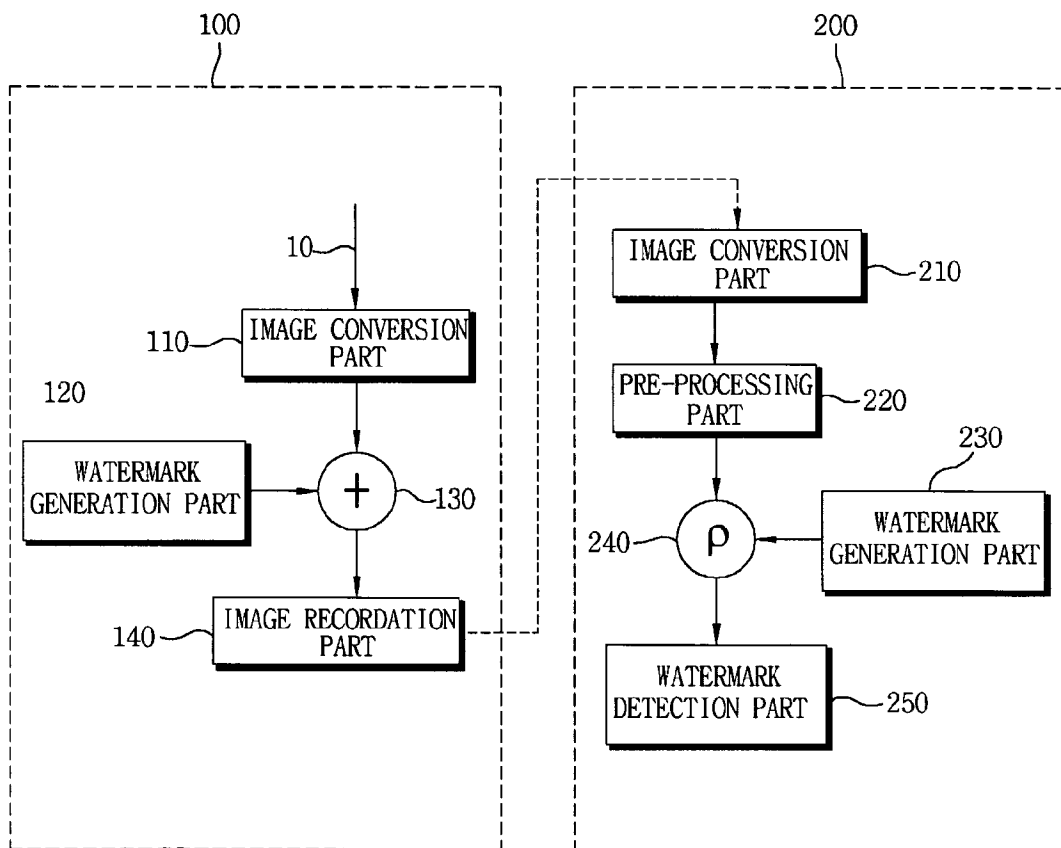 100
200
10
IMAGE CONVERSION
PART
110
120
WATERMARK
GENERATION PART
+
130
IMAGE RECORDATION
PART
140
IMAGE CONVERSION
PART
210
PRE-PROCESSING
PART
220
230
WATERMARK
GENERATION PART
240
ρ
WATERMARK
DETECTION PART
250